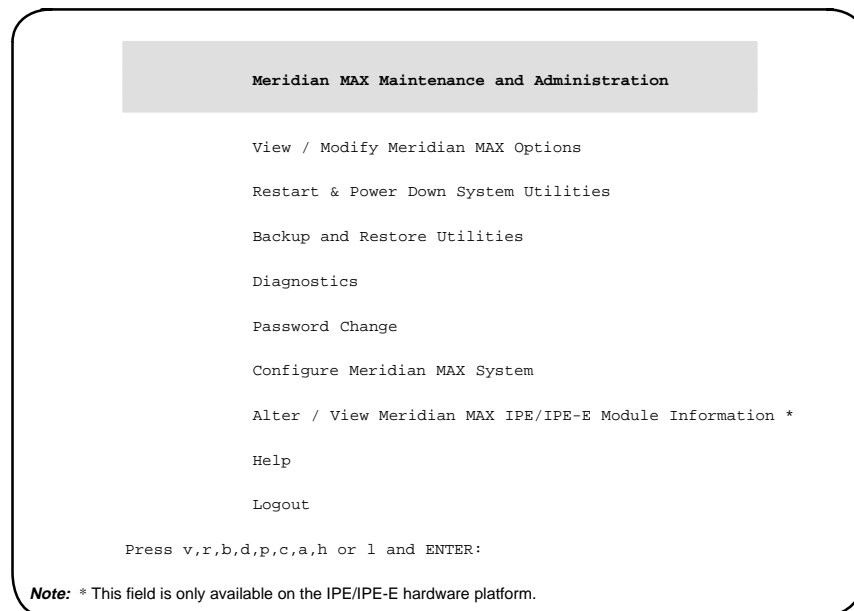 Meridian MAX Maintenance and Administration
View / Modify Meridian MAX Options
Restart & Power Down System Utilities
Backup and Restore Utilities
Diagnostics
Password Change
Configure Meridian MAX System
Alter / View Meridian MAX IPE/IPE-E Module Information *
Help
Logout
Press v,r,b,d,p,c,a,h or l and ENTER:
Note: * This field is only available on the IPE/IPE-E hardware platform.